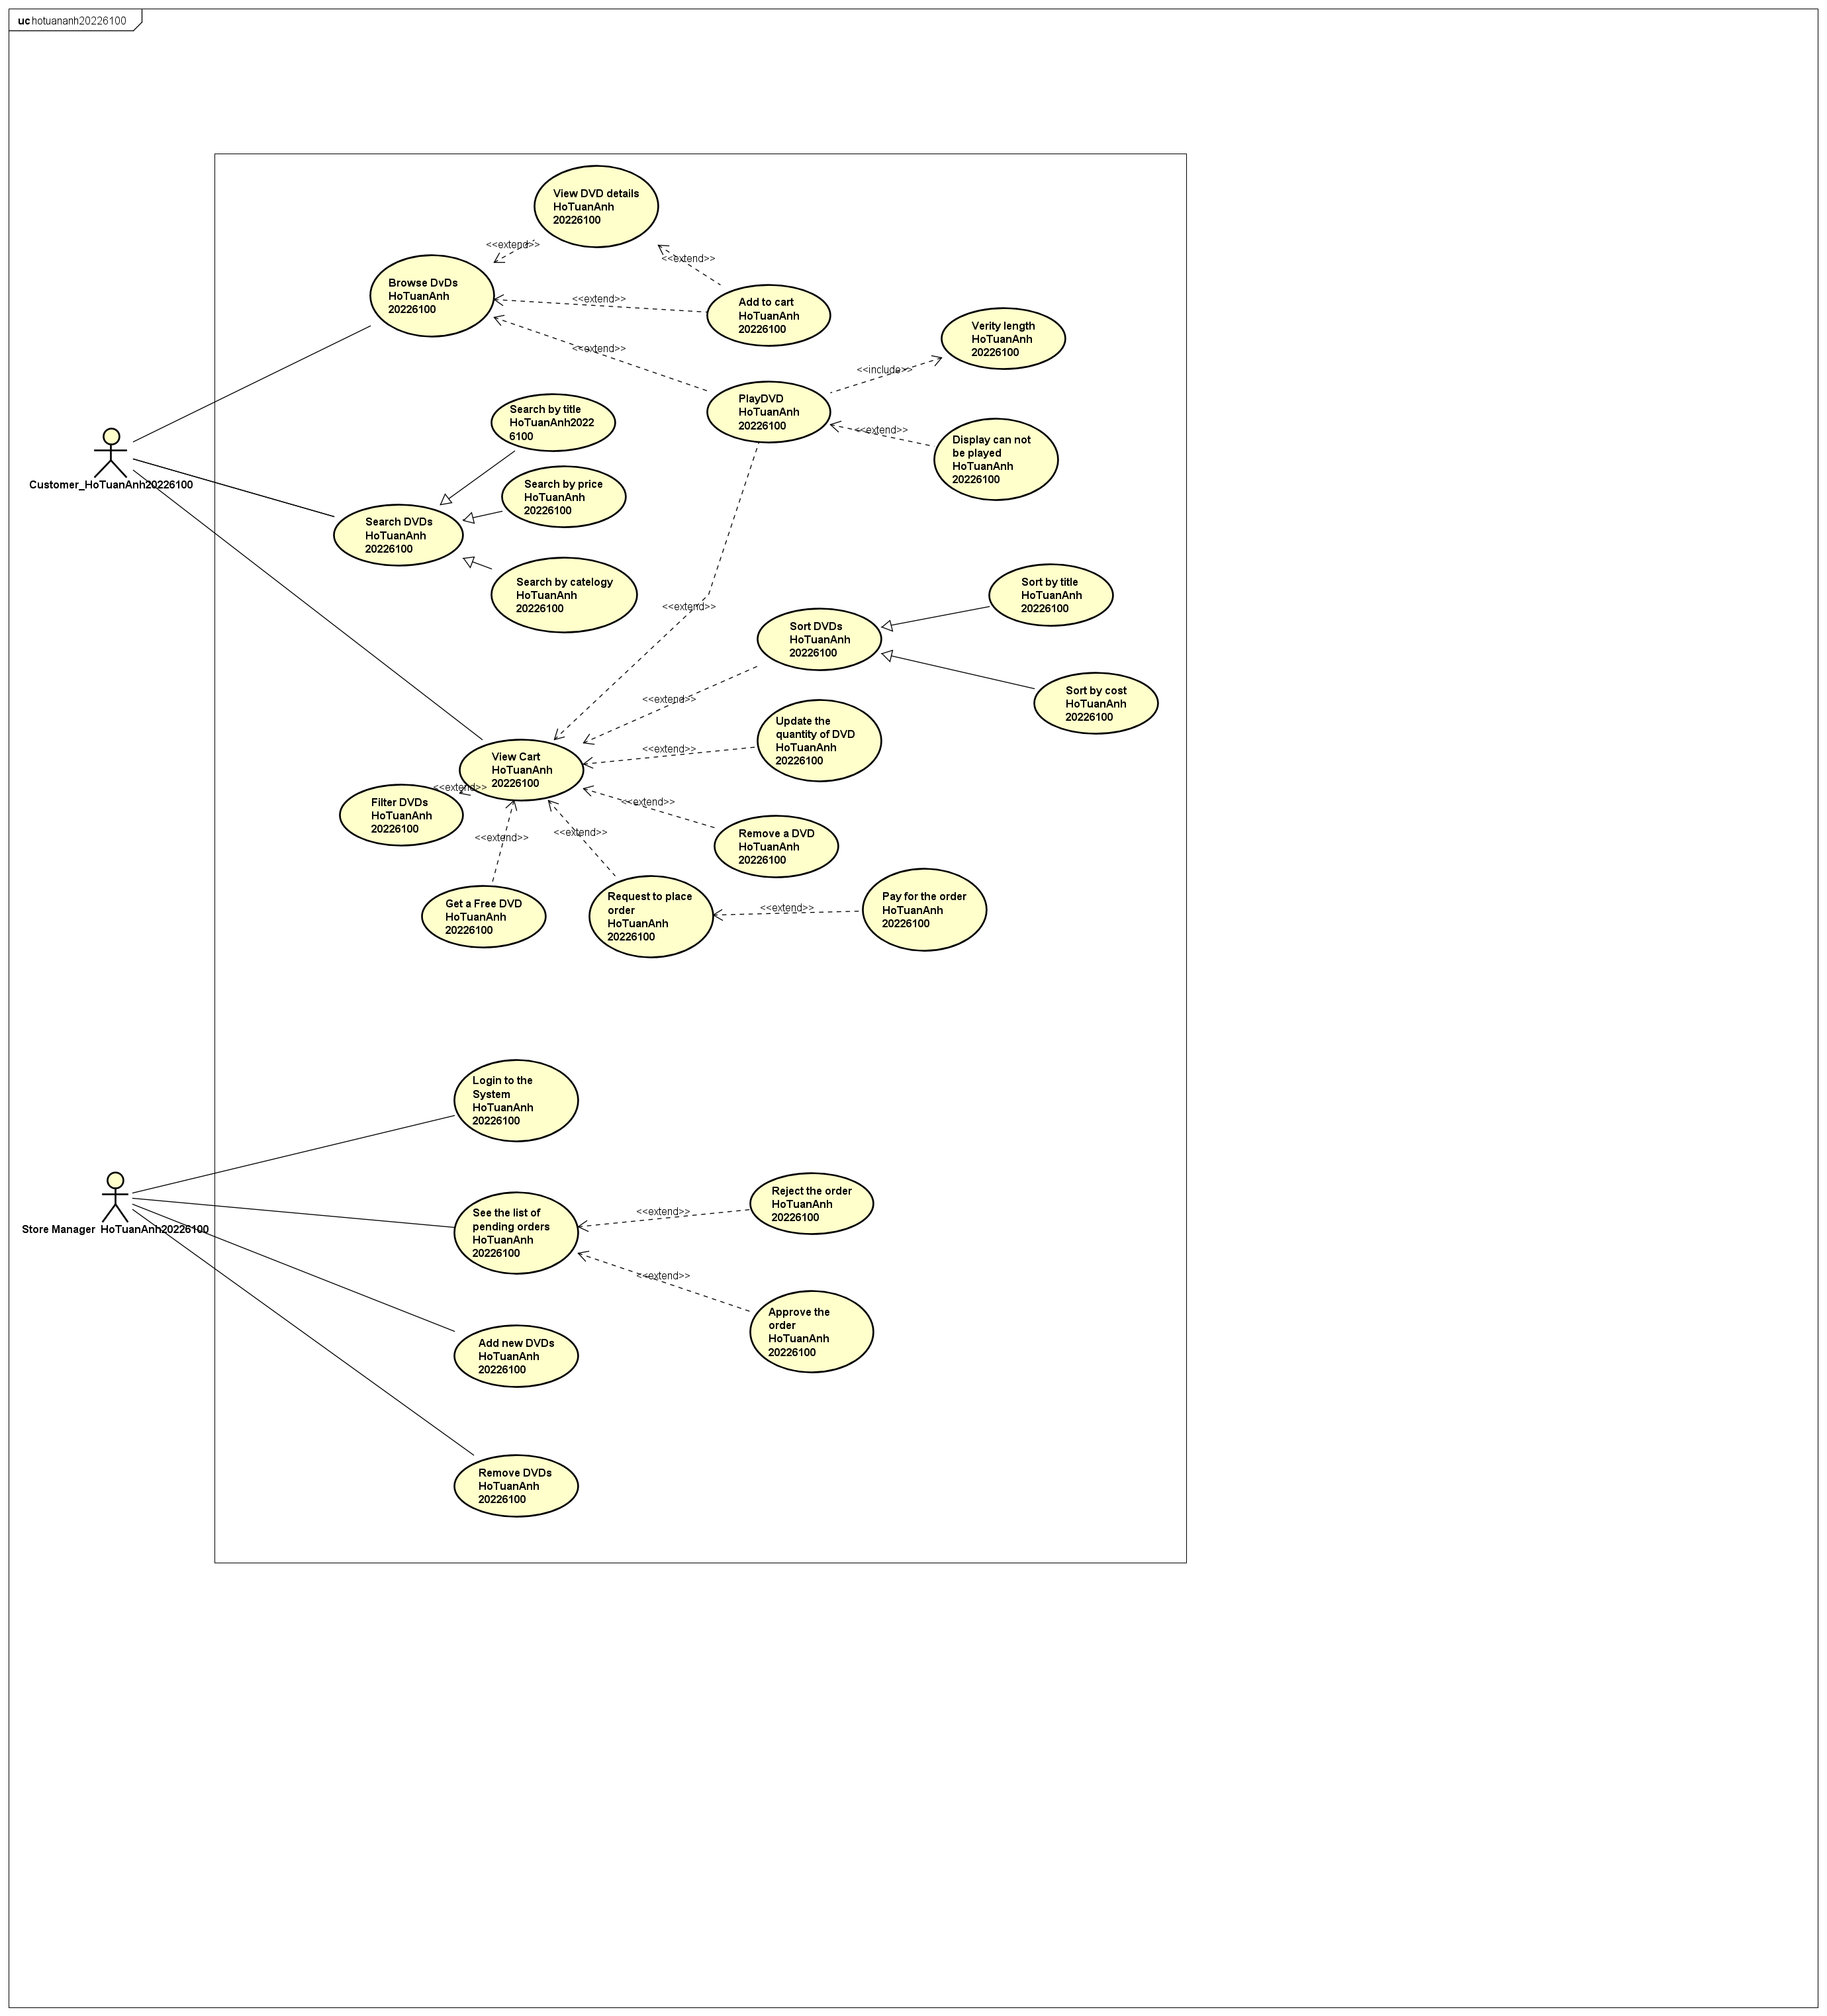 uc hotuananh20226100
View DVD details
HoTuanAnh
20226100
<<extend>>
<<extend>>
Browse DvDs
HoTuanAnh
20226100
<<extend>>
Add to cart
HoTuanAnh
20226100
Verity length
HoTuanAnh
20226100
<<extend>>
<<include>>
PlayDVD
HoTuanAnh
20226100
Search by title
HoTuanAnh2022
6100
<<extend>>
Display can not
be played
HoTuanAnh
20226100
Customer_HoTuanAnh20226100
Search by price
HoTuanAnh
20226100
Search DVDs
HoTuanAnh
20226100
Search by catelogy
HoTuanAnh
20226100
Sort by title
HoTuanAnh
20226100
<<extend>>
Sort DVDs
HoTuanAnh
20226100
Sort by cost
HoTuanAnh
20226100
<<extend>>
Update the
quantity of DVD
HoTuanAnh
20226100
<<extend>>
View Cart
HoTuanAnh
20226100
<<extend>>
Filter DVDs
HoTuanAnh
20226100
<<extend>>
Remove a DVD
HoTuanAnh
20226100
<<extend>>
<<extend>>
Get a Free DVD
HoTuanAnh
20226100
Request to place
order
HoTuanAnh
20226100
<<extend>>
Pay for the order
HoTuanAnh
20226100
Login to the
System
HoTuanAnh
20226100
Store Manager HoTuanAnh20226100
See the list of
pending orders
HoTuanAnh
20226100
<<extend>>
Reject the order
HoTuanAnh
20226100
<<extend>>
Approve the
order
HoTuanAnh
20226100
Add new DVDs
HoTuanAnh
20226100
Remove DVDs
HoTuanAnh
20226100